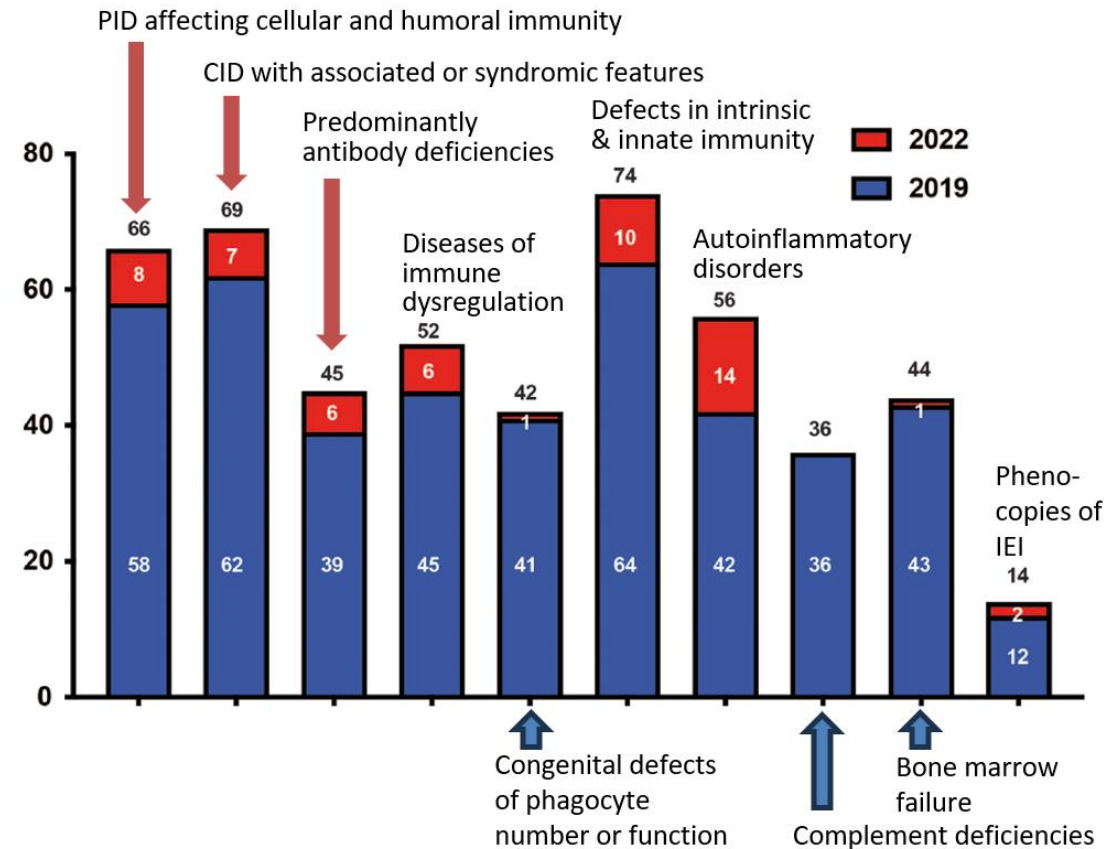 PID affecting cellular and humoral immunity
CID with associated or syndromic features
Predominantly
antibody deficiencies
Defects in intrinsic
& innate immunity
2022
2019
Diseases of
immune
dysregulation
Autoinflammatory
disorders
Pheno-
copies of
IEI
80
60
40
20
0
66
8
58
69
7
62
45
6
39
52
6
45
42
1
41
74
10
64
56
14
42
36
36
44
1
43
14
2
12
Congenital defects
of phagocyte
number or function
Bone marrow
failure
Complement deficiencies